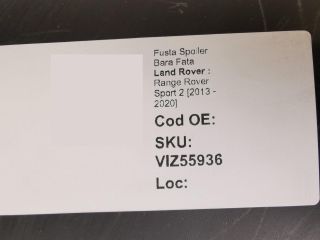 Fusta Spoiler
Bara Fata
Land Rover :
Range Rover
Sport 2 [2013 -
2020]
Cod OE:
SKU:
VIZ55936
Loc: